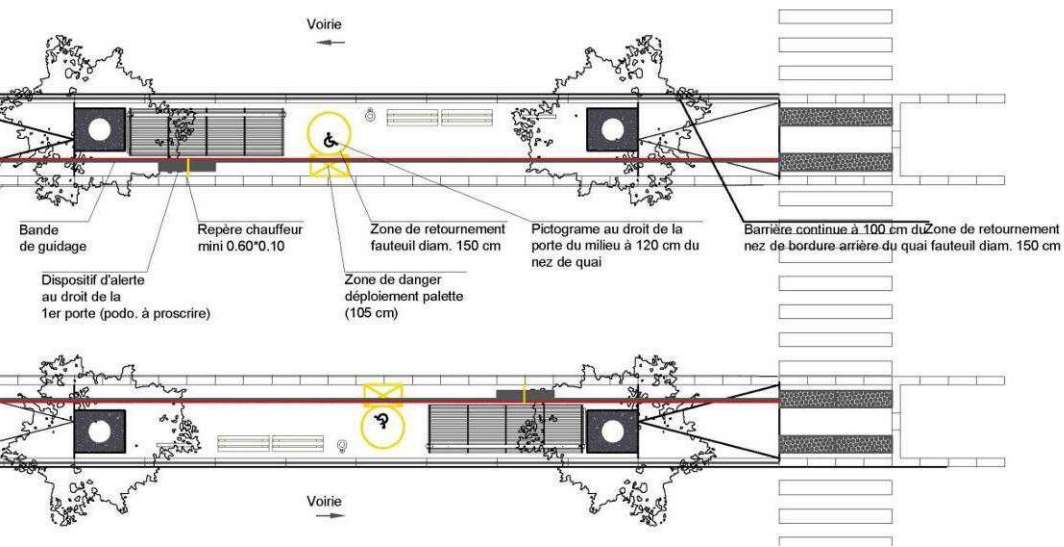 Voirie
Bande
de guidage
Repère chauffeur
mini 0.60*0.10
Zone de retournement
fauteuil diam. 150 cm
Pictograme au droit de la
porte du milieu à 120 cm du
nez de quai
Barrière continue à 100 cm du
nez de bordure arrière du quai
Zone de retournement
fauteuil diam. 150 cm
Dispositif d'alerte
au droit de la
1er porte (podo. à proscrire)
Zone de danger
déploiement palette
(105 cm)
Voirie